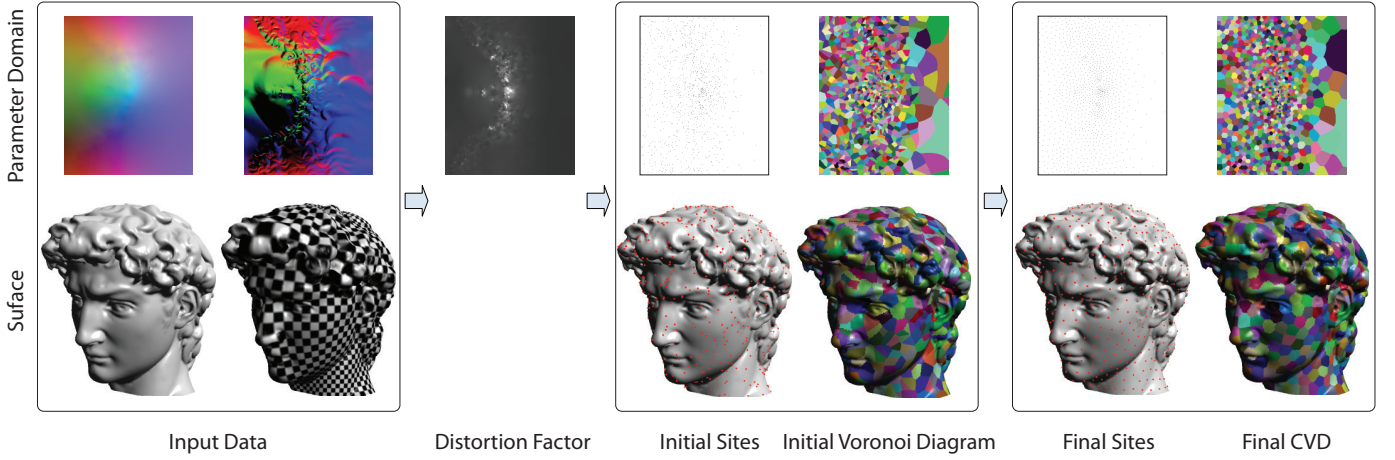 Parameter Domain
Suface
Input Data
Distortion Factor
Initial Sites
Initial Voronoi Diagram
Final Sites
Final CVD